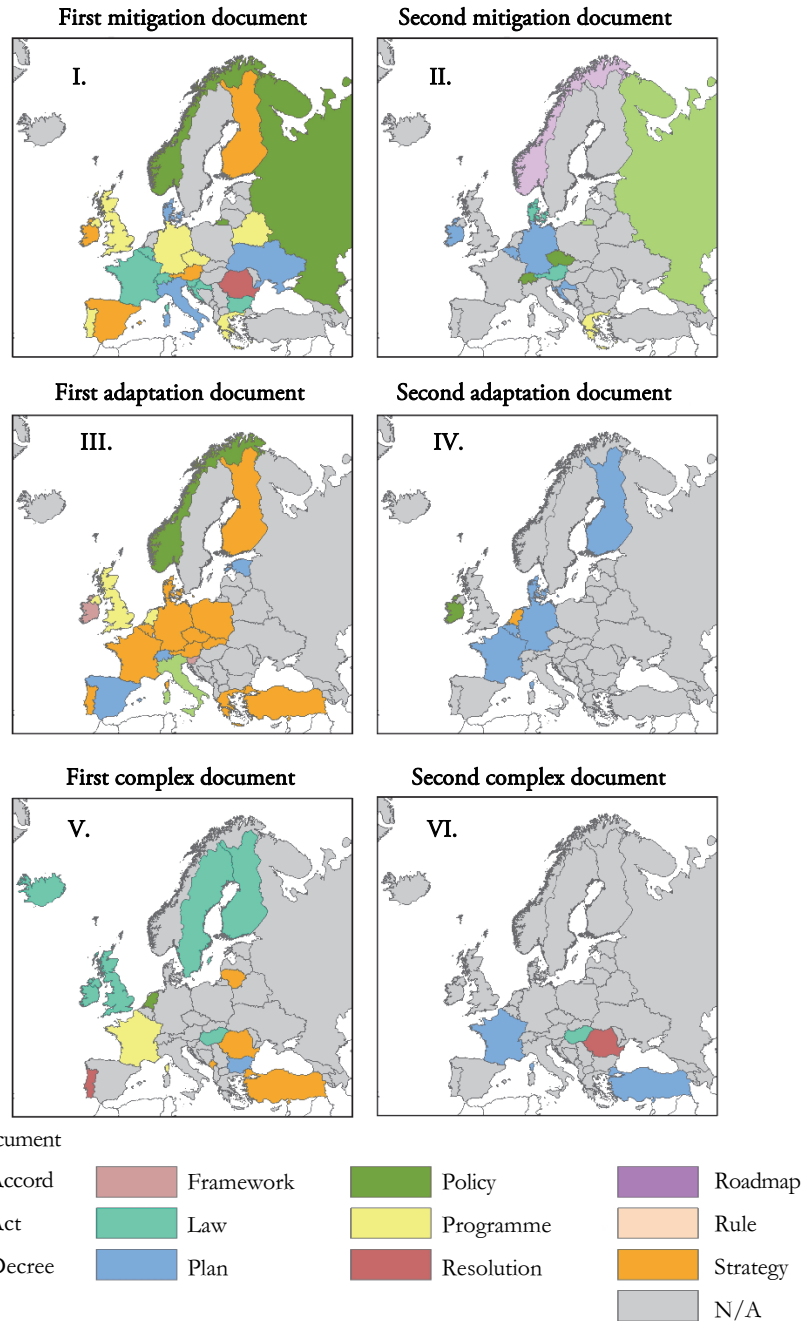 First mitigation document
Second mitigation document
I.
II.
First adaptation document
Second adaptation document
III.
IV.
First complex document
Second complex document
V.
VI.
cument
Accord
Framework
Policy
Roadmap
Act
Law
Programme
Rule
Decree
Plan
Resolution
Strategy
N/A